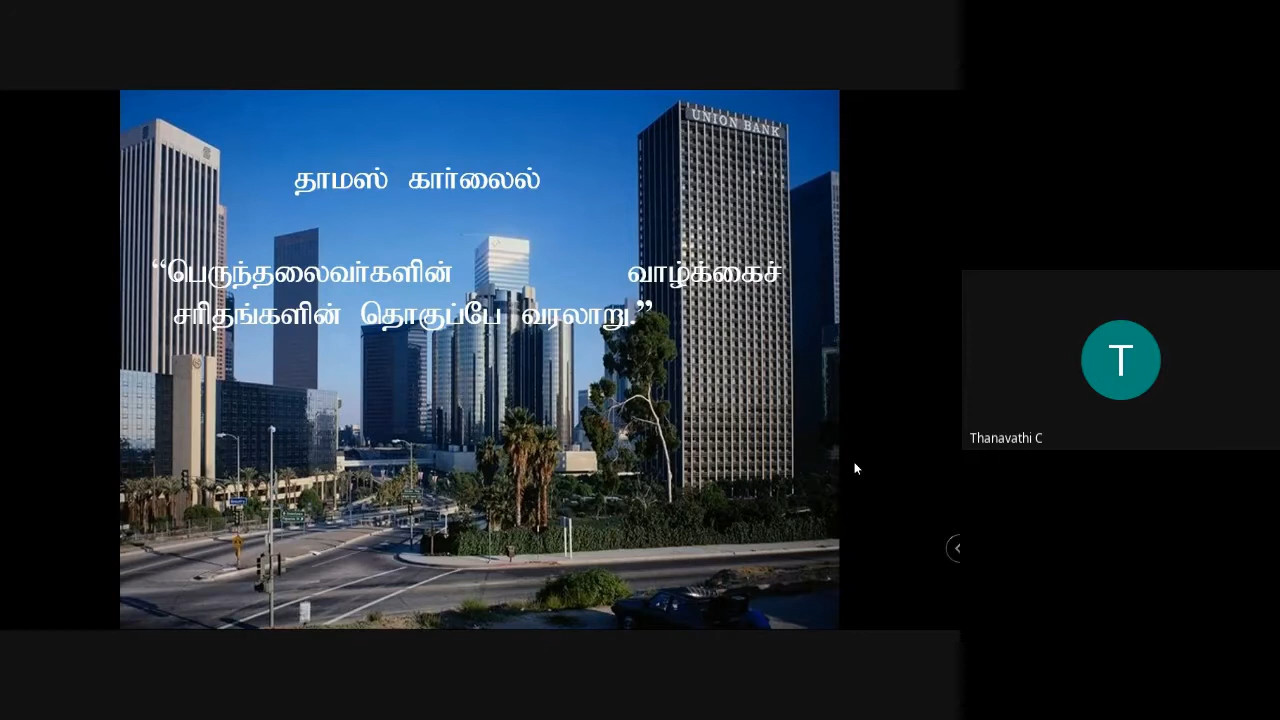 UNION BANK
தாமஸ் கார்லைல்
“பெருந்தலைவர்களின் வாழ்க்கைச்
சரிதங்களின் தொகுப்பே வரலாறு.”
T
Thanavathi C